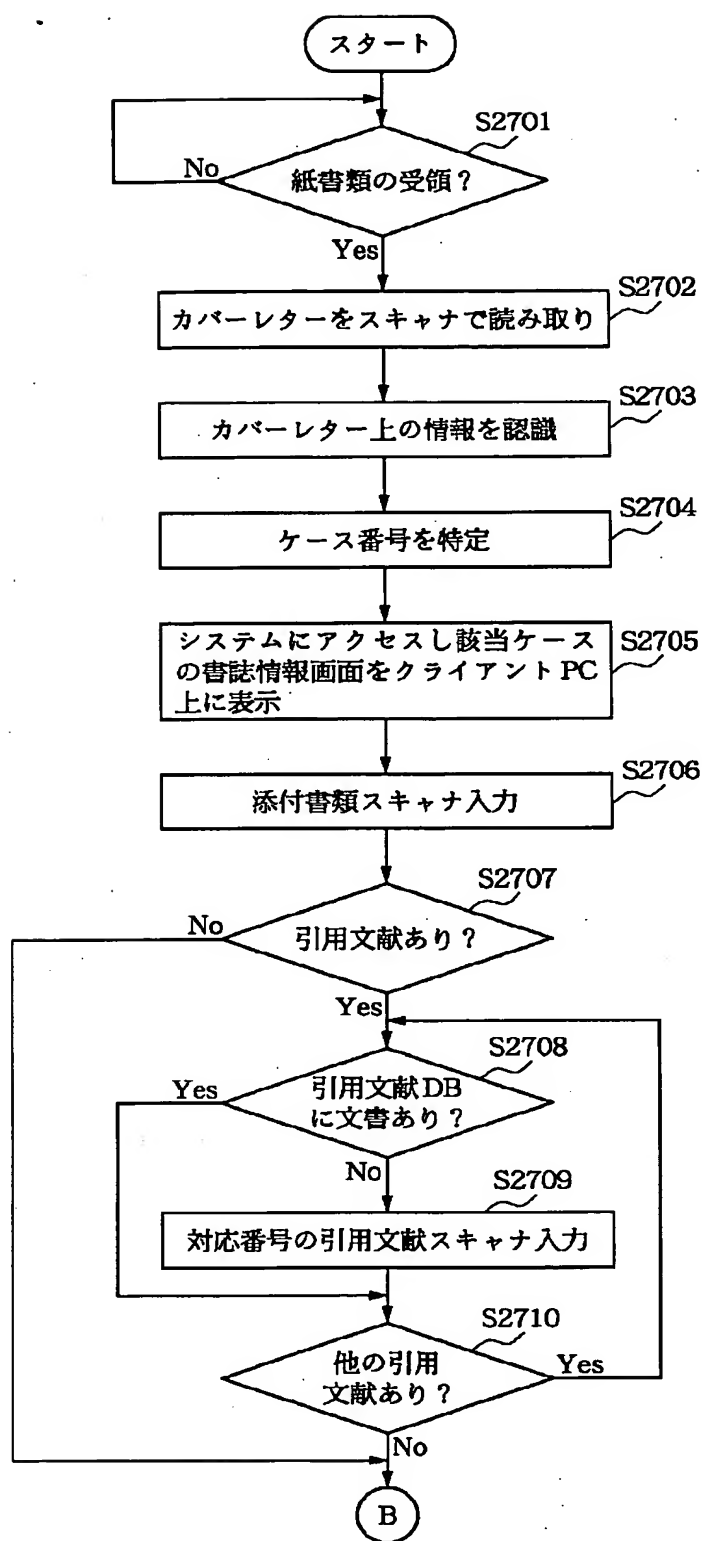 スタート
S2701
No
紙書類の受領?
Yes
S2702
カバーレターをスキャナで読み取り
S2703
カバーレター上の情報を認識
S2704
ケース番号を特定
S2705
システムにアクセスし該当ケース
の書誌情報画面をクライアントPC
上に表示
S2706
添付書類スキャナ入力
S2707
No
引用文献あり?
Yes
S2708
Yes
引用文献DB
に文書あり?
No
S2709
対応番号の引用文献スキャナ入力
S2710
他の引用
文献あり?
Yes
No
B